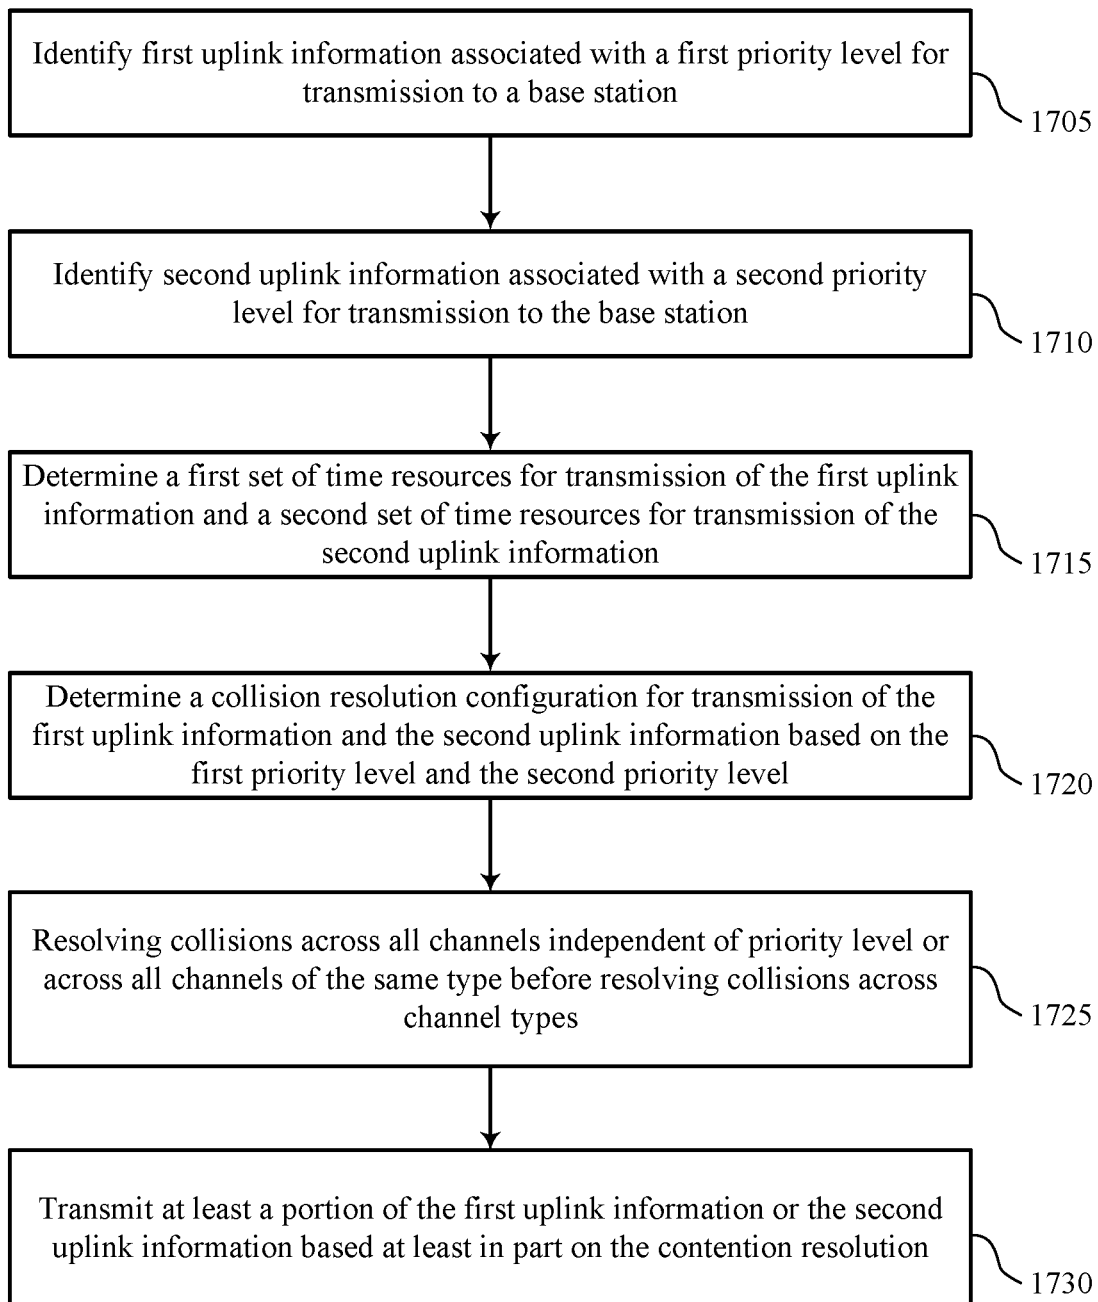 Identify first uplink information associated with a first priority level for
transmission to a base station
1705
Identify second uplink information associated with a second priority
level for transmission to the base station
1710
Determine a first set of time resources for transmission of the first uplink
information and a second set of time resources for transmission of the
second uplink information
1715
Determine a collision resolution configuration for transmission of the
first uplink information and the second uplink information based on the
first priority level and the second priority level
1720
Resolving collisions across all channels independent of priority level or
across all channels of the same type before resolving collisions across
channel types
1725
Transmit at least a portion of the first uplink information or the second
uplink information based at least in part on the contention resolution
1730